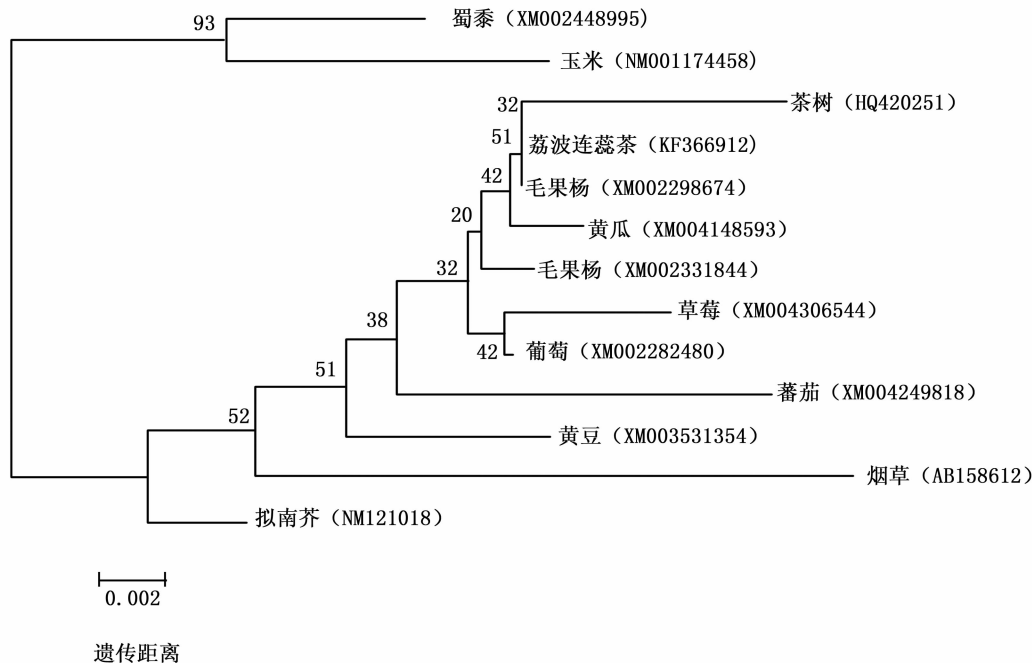 93
蜀黍（XM002448995)
玉米（NM001174458)
32
茶树（HQ420251）
51
荔波连蕊茶（KF366912)
42
毛果杨（XM002298674）
20
黄瓜（XM004148593）
32
毛果杨（XM002331844）
38
草莓（XM004306544）
42
葡萄（XM002282480）
51
蕃茄（XM004249818）
52
黄豆（XM003531354）
烟草（AB158612）
拟南芥（NM121018）
0.002
遗传距离